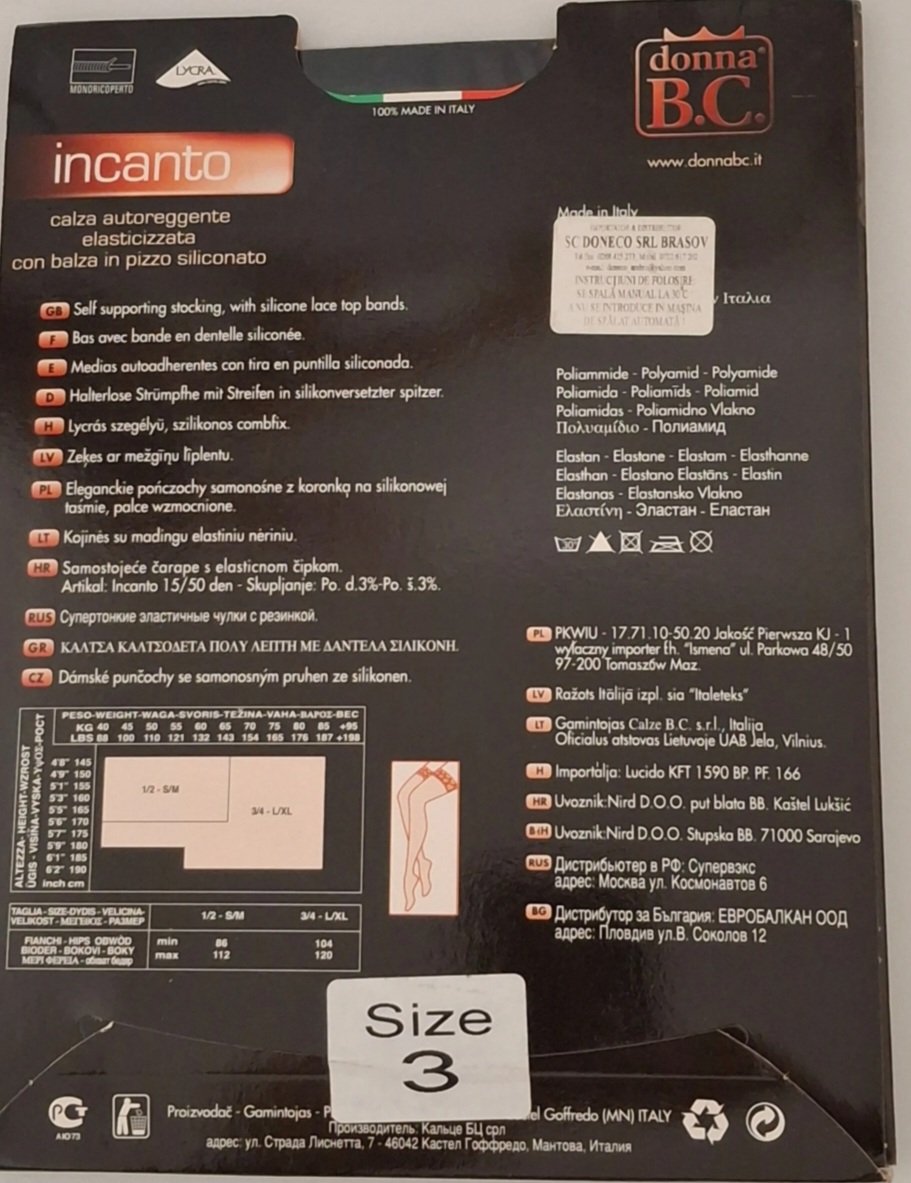 MONORICOPERTO
LYCRA
100% MADE IN ITALY
donna
B.C.
www.donnabc.it
incanto
calza autoreggente
elasticizzata
con balza in pizzo siliconato
GB Self supporting stocking, with silicone lace top bands.
F Bas avec bande en dentelle siliconée.
E Medias autoadherentes con tira en puntilla siliconada.
D Halterlose Strümpfhe mit Streifen in silikonversetzter spitzer.
H Lycrás szegélyü, szilikonos combfix.
LV Zeķes ar mežģīņu līplentu.
PL Eleganckie pończochy samonośne z koronką na silikonowej
taśmie, palce wzmocnione.
LT Kojinės su madingu elastiniu nėriniu.
HR Samostojeće čarape s elasticnom čipkom.
Artikal: Incanto 15/50 den - Skupljanje: Po. d.3%-Po. š.3%.
RUS Супертонкие эластичные чулки с резинкой.
GR ΚΑΛΤΣΑ ΚΑΛΤΣΟΔΕΤΑ ΠΟΛΥ ΛΕΠΤΗ ΜΕ ΔΑΝΤΕΛΑ ΣΙΛΙΚΟΝΗ.
CZ Dámské punčochy se samonosným pruhen ze silikonen.
PESO-WEIGHT-WAGA-SVORIS-TEŽINA-VAHA-ΒΑΡΟΣ-ВЕС
KG 40 45 50 55 60 65 70 75 80 85 +95
LBS 88 100 110 121 132 143 154 165 176 187 +198
ALTEZZA- HEIGHT-WZROST
ŪGIS - VISINA-VYSKA-ΥΨΟΣ-РОСТ
4'8" 145
4'9" 150
5'1" 155
5'3" 160
5'5" 165
5'6" 170
5'7" 175
5'9" 180
6'1" 185
6'2" 190
inch cm
1/2 - S/M
3/4 - L/XL
TAGLIA-SIZE-DYDIS-VELICINA-
VELIKOST - ΜΕΓΕΘΟΣ - РАЗМЕР
1/2 - S/M 3/4 - L/XL
FIANCHI - HIPS OBWÓD
BIODER - BOKOVI - BOKY
ΜΕΡΙ ΦΕΡΕΙΑ - обхват бедер
min 86 104
max 112 120
Made in Italy
IMPORTATOR & DISTRIBUITOR
SC DONECO SRL BRASOV
INSTRUCȚIUNI DE FOLOSIRE:
SE SPALĂ MANUAL LA 30°C
A NU SE INTRODUCE IN MAȘINA
DE SPĂLAT AUTOMATĂ !
Італіа
Poliammide - Polyamid - Polyamide
Poliamida - Poliamīds - Poliamid
Poliamidas - Poliamidno Vlakno
Πολυαμίδιο - Полиамид
Elastan - Elastane - Elastam - Elasthanne
Elasthan - Elastano Elastāns - Elastin
Elastanas - Elastansko Vlakno
Ελαστίνη - Эластан - Еластан
30°
PL PKWIU - 17.71.10-50.20 Jakość Pierwsza KJ - 1
wyłaczny importer f.h. "Ismena" ul. Parkowa 48/50
97-200 Tomaszów Maz.
LV Ražots Itālijā izpl. sia "Italeteks"
LT Gamintojas Calze B.C. s.r.l., Italija
Oficialus atstovas Lietuvoje UAB Jela, Vilnius.
H Importálja: Lucido KFT 1590 BP. PF. 166
HR Uvoznik:Nird D.O.O. put blata BB. Kaštel Lukšić
BiH Uvoznik:Nird D.O.O. Stupska BB. 71000 Sarajevo
RUS Дистрибьютер в РФ: Супервэкс
адрес: Москва ул. Космонавтов 6
BG Дистрибутор за България: ЕВРОБАЛКАН ООД
адрес: Пловдив ул.В. Соколов 12
Size
3
РСТ
АЮ73
Proizvodač - Gamintojas - P
el Goffredo (MN) ITALY
Производитель: Кальце БЦ срл
адрес: ул. Страда Лиснетта, 7 - 46042 Кастел Гоффредо, Мантова, Италия